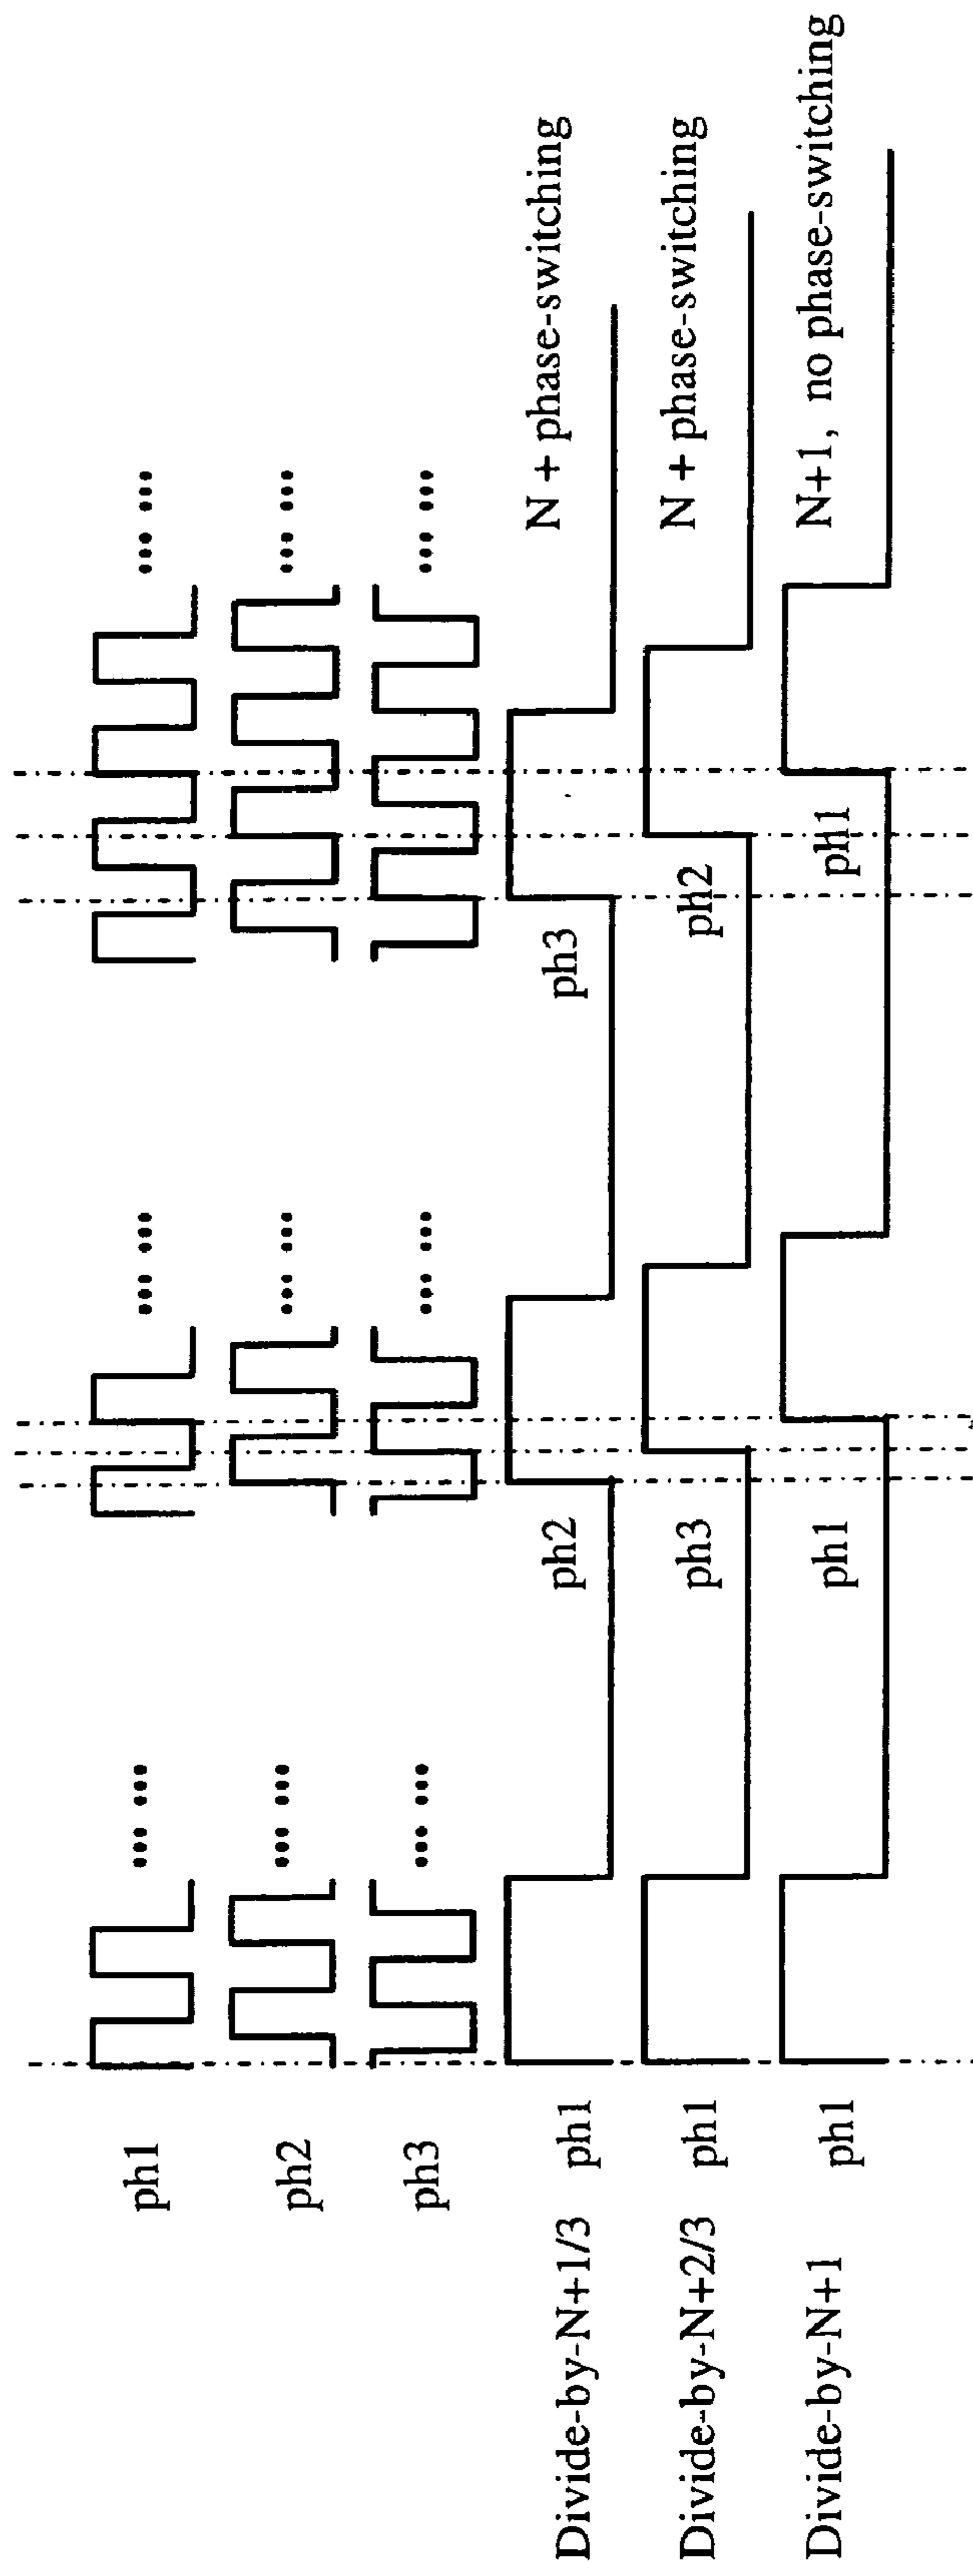 ph1 ... ... ... ... ... ...
ph2 ... ... ... ... ... ...
ph3 ... ... ... ... ... ...
Divide-by-N+1/3 ph1 ph2 ph3 N + phase-switching
Divide-by-N+2/3 ph1 ph3 ph2 N + phase-switching
Divide-by-N+1 ph1 ph1 ph1 N+1, no phase-switching